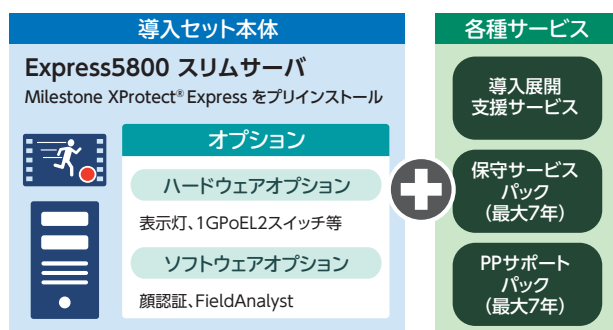 導入セット本体
Express5800 スリムサーバ
Milestone XProtect® Express をプリインストール
オプション
ハードウェアオプション
表示灯、1GPoEL2スイッチ等
ソフトウェアオプション
顔認証、FieldAnalyst
各種サービス
導入展開
支援サービス
保守サービス
パック
(最大7年)
PPサポート
パック
(最大7年)